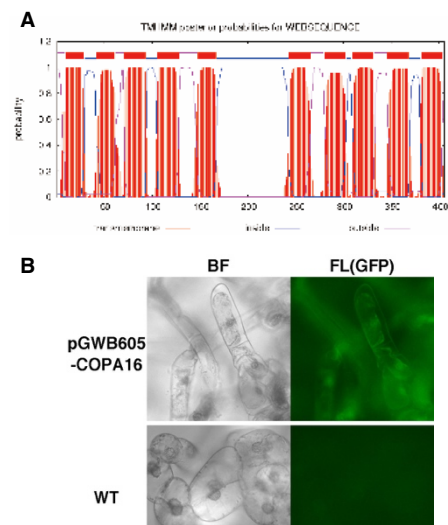 A
TMHMM posterior probabilities for WEBSEQUENCE
1.2
1
0.8
0.6
0.4
0.2
0
probability
50 100 150 200 250 300 350 400
transmembrane inside outside
B
BF FL(GFP)
pGWB605
-COPA16
WT